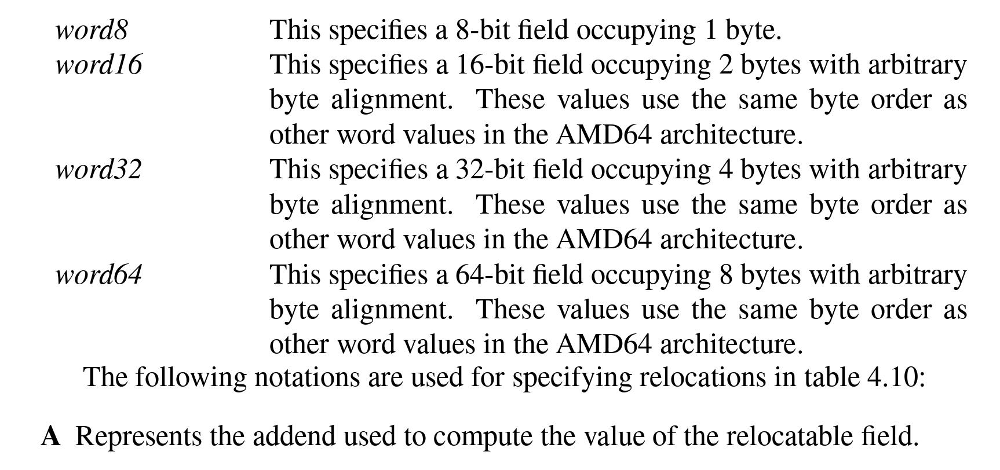 word8 This specifies a 8-bit field occupying 1 byte.
word16 This specifies a 16-bit field occupying 2 bytes with arbitrary
byte alignment. These values use the same byte order as
other word values in the AMD64 architecture.
word32 This specifies a 32-bit field occupying 4 bytes with arbitrary
byte alignment. These values use the same byte order as
other word values in the AMD64 architecture.
word64 This specifies a 64-bit field occupying 8 bytes with arbitrary
byte alignment. These values use the same byte order as
other word values in the AMD64 architecture.
The following notations are used for specifying relocations in table 4.10:
A Represents the addend used to compute the value of the relocatable field.